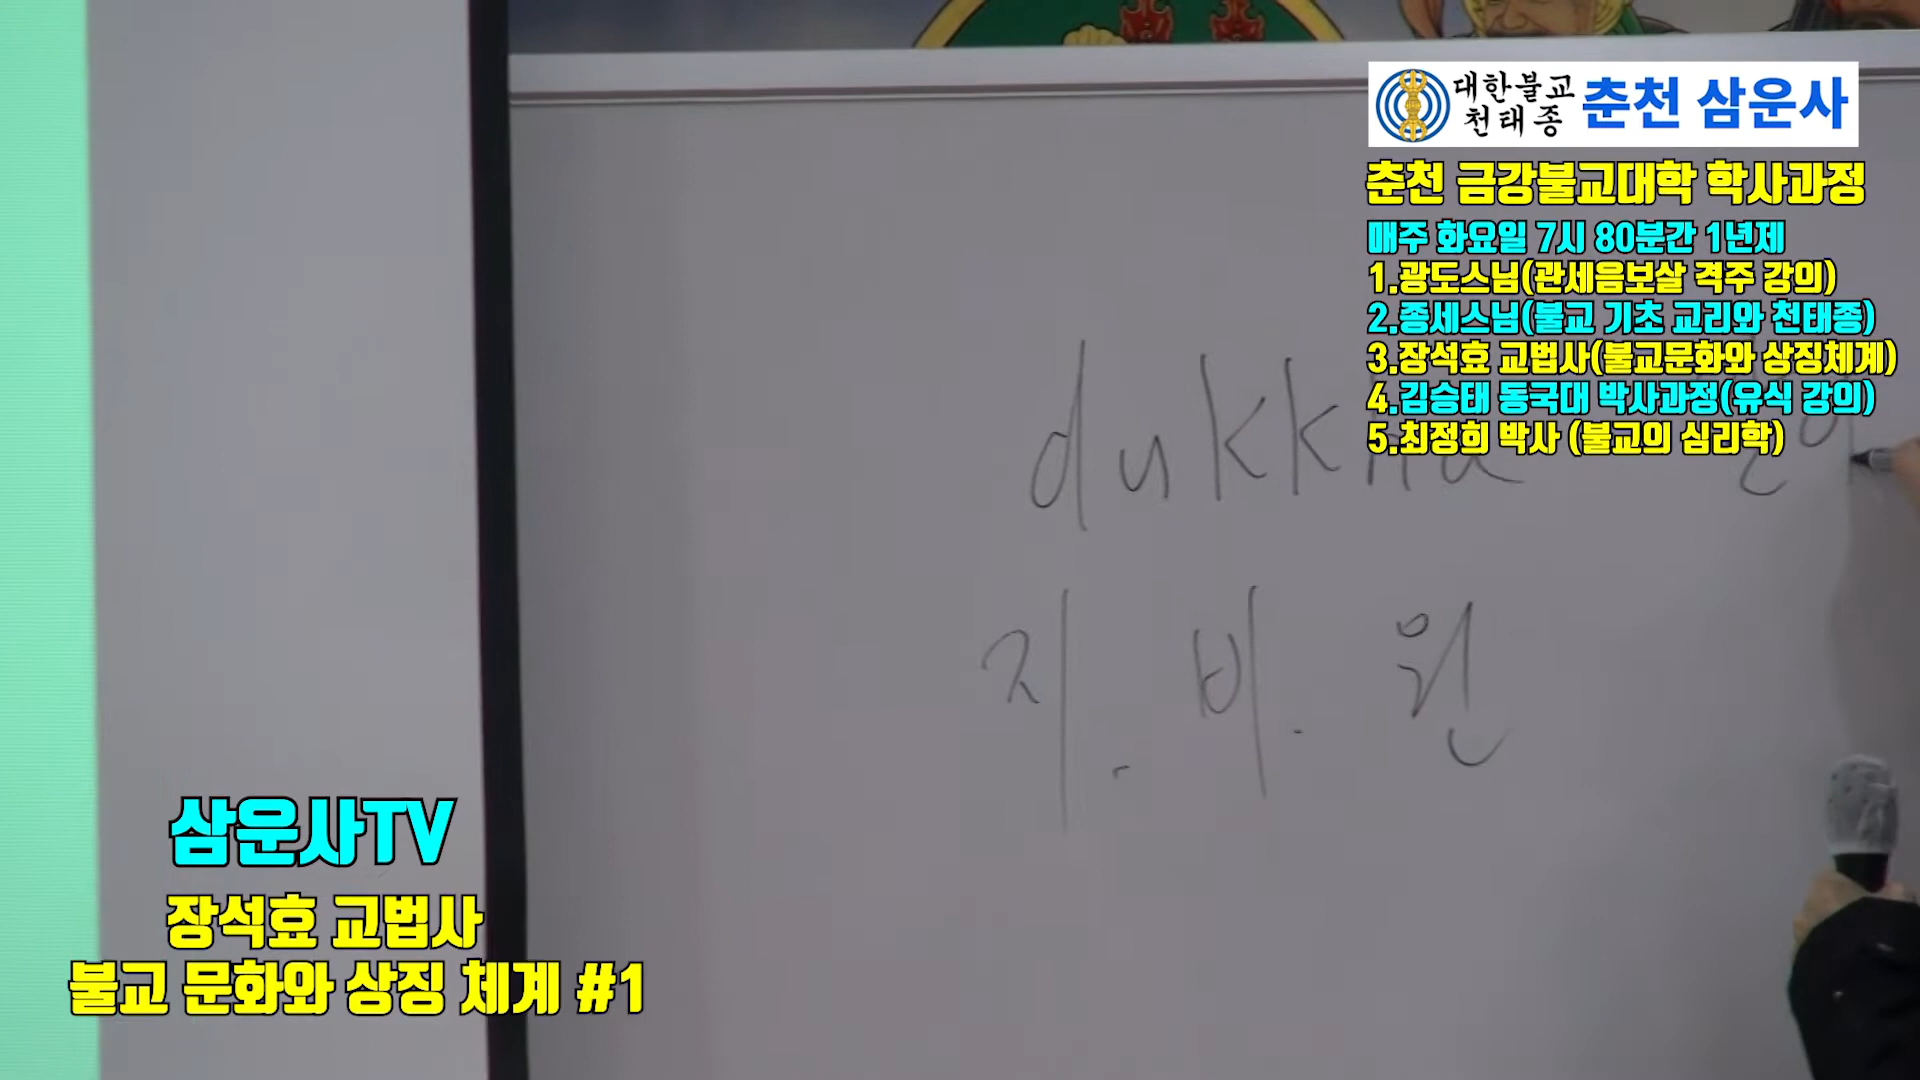 대한불교
천태종
춘천 삼운사
춘천 금강불교대학 학사과정
매주 화요일 7시 80분간 1년제
1.광도스님(관세음보살 격주 강의)
2.종세스님(불교 기초 교리와 천태종)
3.장석효 교법사(불교문화와 상징체계)
4.김승태 동국대 박사과정(유식 강의)
5.최정희 박사 (불교의 심리학)
dukkha
지. 비. 원
삼운사TV
장석효 교법사
불교 문화와 상징 체계 #1